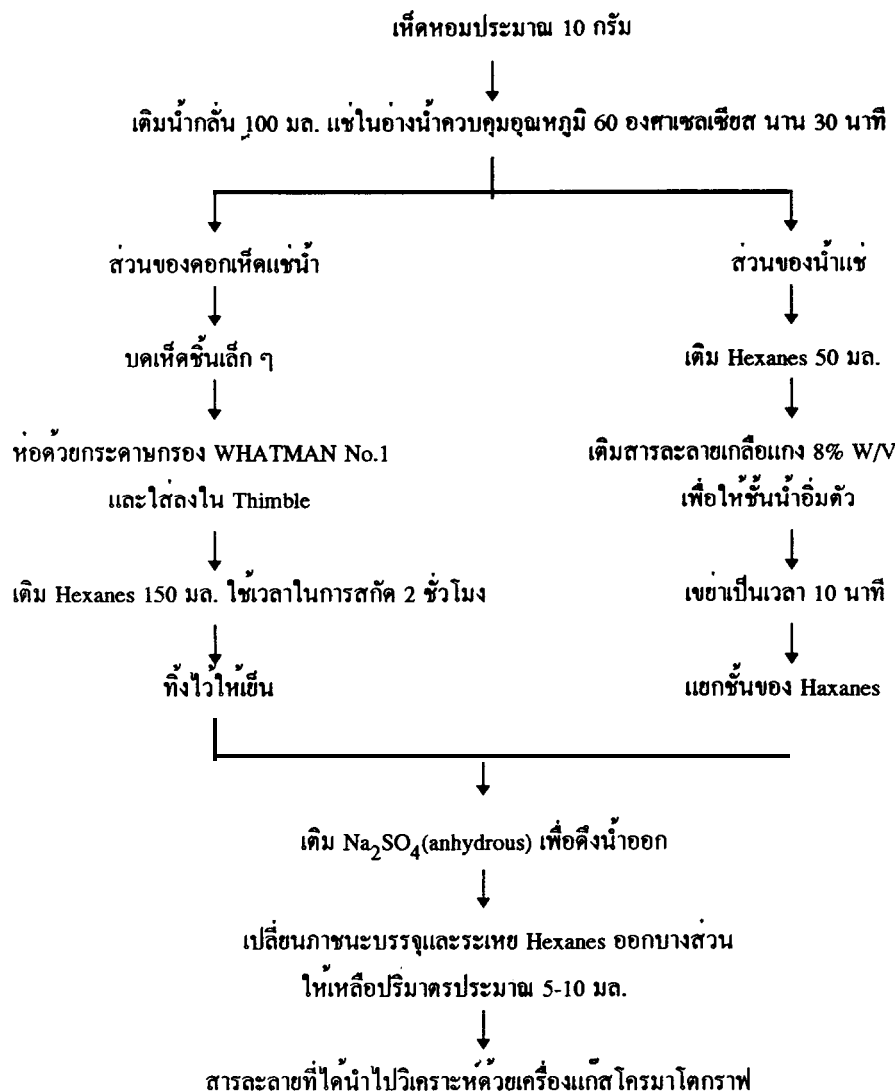 เห็ดหอมประมาณ 10 กรัม
เติมน้ำกลั่น 100 มล. แช่ในอ่างน้ำควบคุมอุณหภูมิ 60 องศาเซลเซียส นาน 30 นาที
ส่วนของดอกเห็ดแช่น้ำ
บดเห็ดชิ้นเล็ก ๆ
ห่อด้วยกระดาษกรอง WHATMAN No.1
และใส่ลงใน Thimble
เติม Hexanes 150 มล. ใช้เวลาในการสกัด 2 ชั่วโมง
ทิ้งไว้ให้เย็น
ส่วนของน้ำแช่
เติม Hexanes 50 มล.
เติมสารละลายเกลือแกง 8% W/V
เพื่อให้ชั้นน้ำอิ่มตัว
เขย่าเป็นเวลา 10 นาที
แยกชั้นของ Haxanes
เติม Na₂SO₄(anhydrous) เพื่อดึงน้ำออก
เปลี่ยนภาชนะบรรจุและระเหย Hexanes ออกบางส่วน
ให้เหลือปริมาตรประมาณ 5-10 มล.
สารละลายที่ได้นำไปวิเคราะห์ด้วยเครื่องแก๊สโครมาโตกราฟ